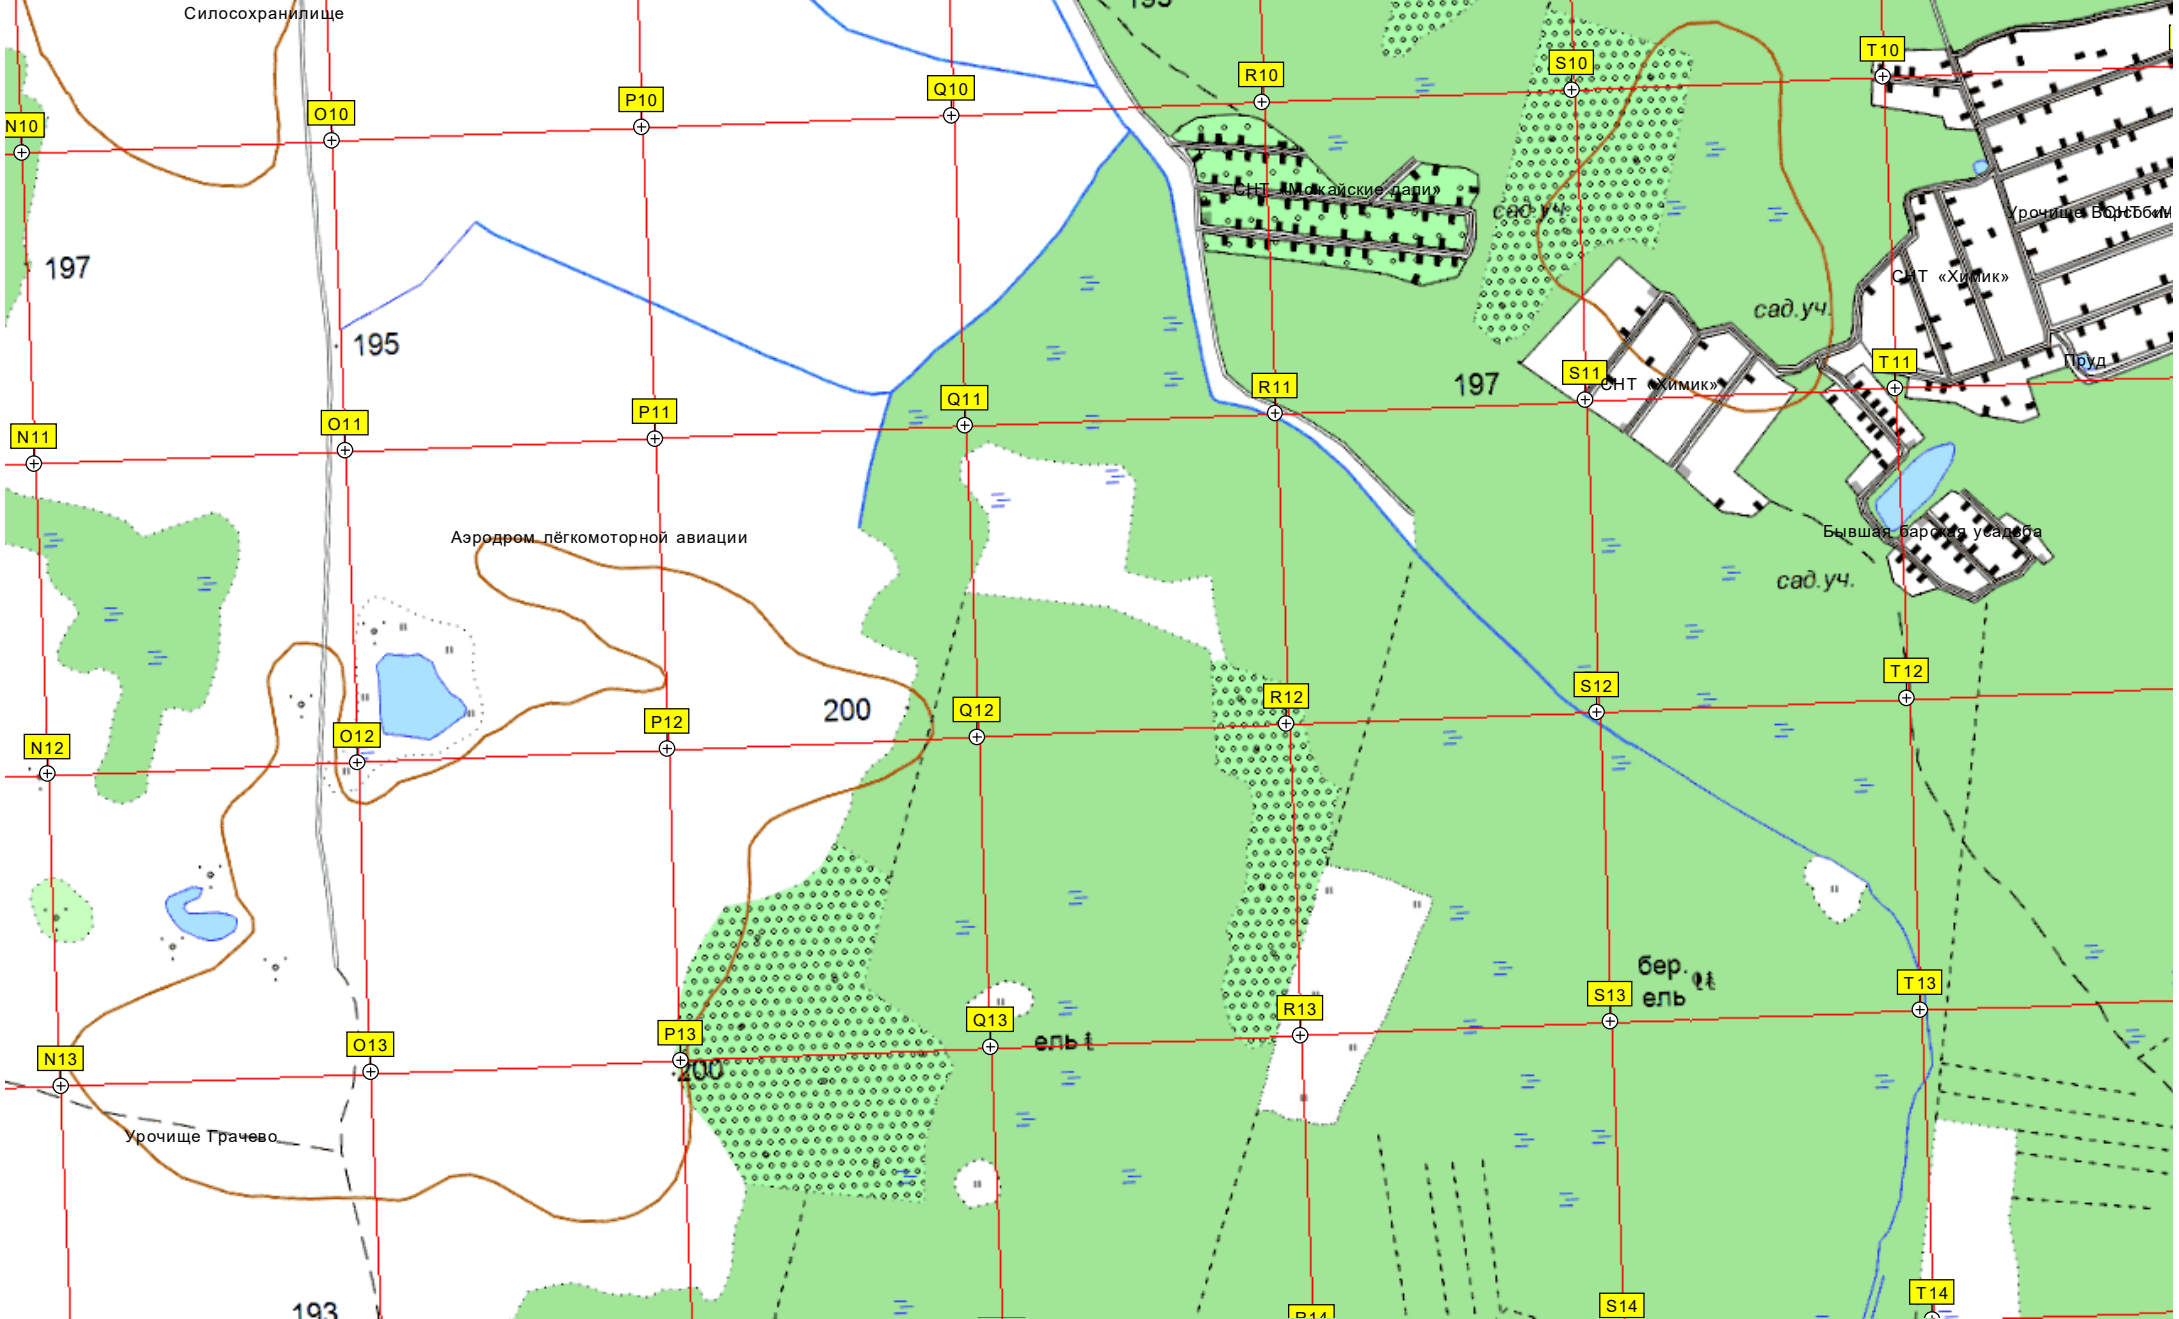 Силосохранилище
195
T10
S10
R10
Q10
P10
O10
N10
СНТ «Можайские дали»
сад.уч.
Урочище
197
СНТ «Химик»
сад.уч.
195
Пруд
T11
S11
СНТ «Химик»
197
R11
Q11
P11
O11
N11
Аэродром лёгкомоторной авиации
Бывшая барская усадьба
сад.уч.
T12
S12
R12
Q12
200
P12
O12
N12
бер.
ель
T13
S13
R13
Q13
ель
P13
200
O13
N13
Урочище Грачево
T14
S14
R14
193